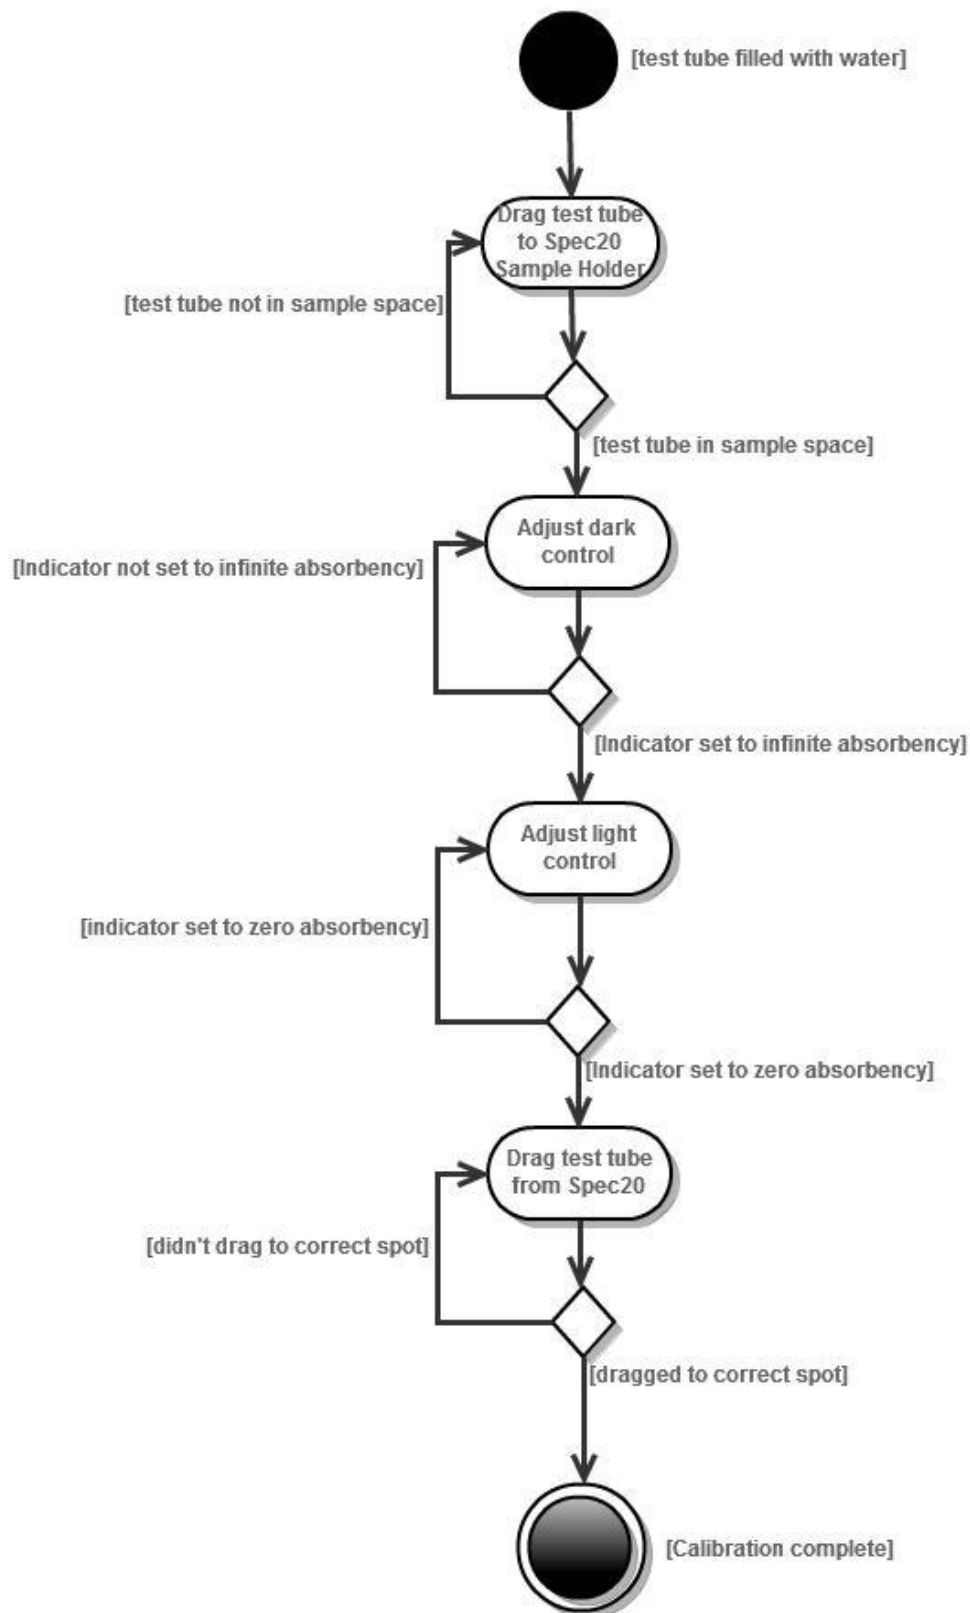 [test tube filled with water]
Drag test tube
to Spec20
Sample Holder
[test tube not in sample space]
[test tube in sample space]
Adjust dark
control
[Indicator not set to infinite absorbency]
[Indicator set to infinite absorbency]
Adjust light
control
[indicator set to zero absorbency]
[Indicator set to zero absorbency]
Drag test tube
from Spec20
[didn't drag to correct spot]
[dragged to correct spot]
[Calibration complete]